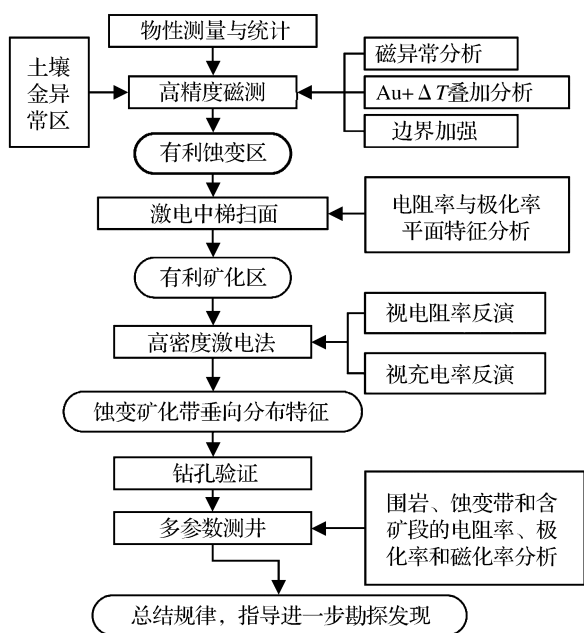 物性测量与统计
土壤
金异
常区
高精度磁测
磁异常分析
Au+ΔT叠加分析
边界加强
有利蚀变区
激电中梯扫面
电阻率与极化率
平面特征分析
有利矿化区
高密度激电法
视电阻率反演
视充电率反演
蚀变矿化带垂向分布特征
钻孔验证
多参数测井
围岩、蚀变带和含
矿段的电阻率、极
化率和磁化率分析
总结规律，指导进一步勘探发现